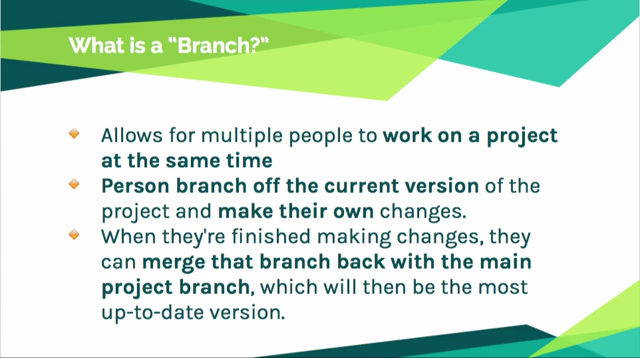 What is a “Branch?”
Allows for multiple people to work on a project
at the same time
Person branch off the current version of the
project and make their own changes.
When they're finished making changes, they
can merge that branch back with the main
project branch, which will then be the most
up-to-date version.